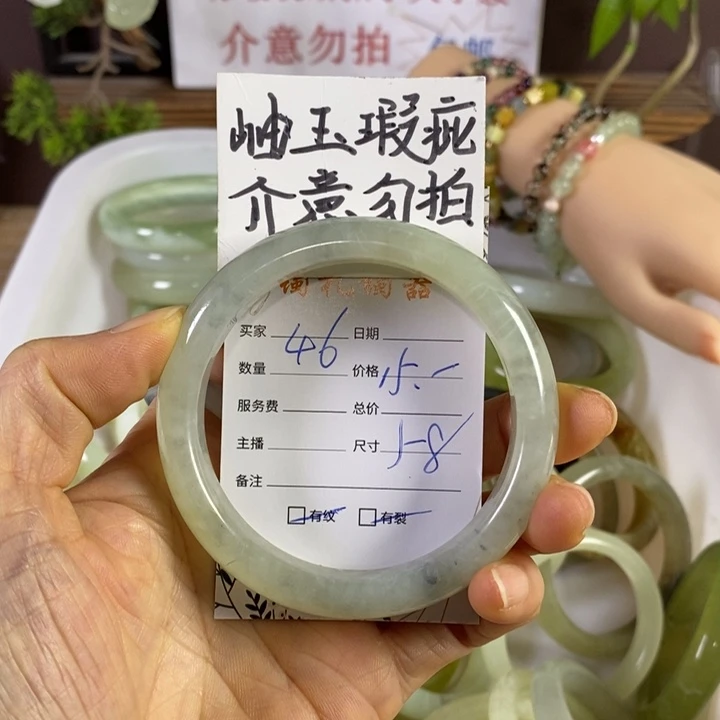 介意勿拍
岫玉瑕疵
介意勿拍
买家 46 日期
数量 价格 15.-
服务费 总价
主播 尺寸 58
备注
有纹 有裂